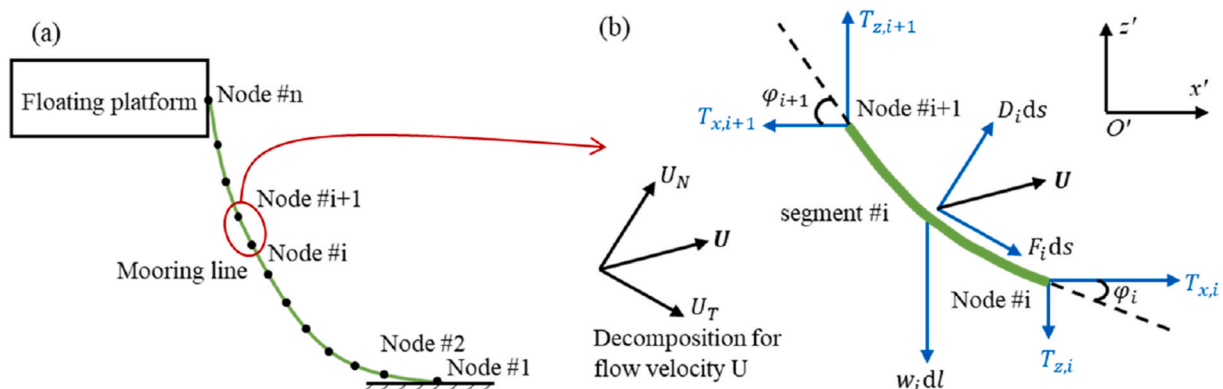 (a)
Floating platform
Node #n
Node #i+1
Node #i
Mooring line
Node #2
Node #1
(b)
T_{z,i+1}
φ_{i+1}
Node #i+1
T_{x,i+1}
D_i ds
z'
x'
O'
U_N
U
U_T
Decomposition for
flow velocity U
segment #i
U
F_i ds
Node #i
T_{x,i}
φ_i
T_{z,i}
w_i dl